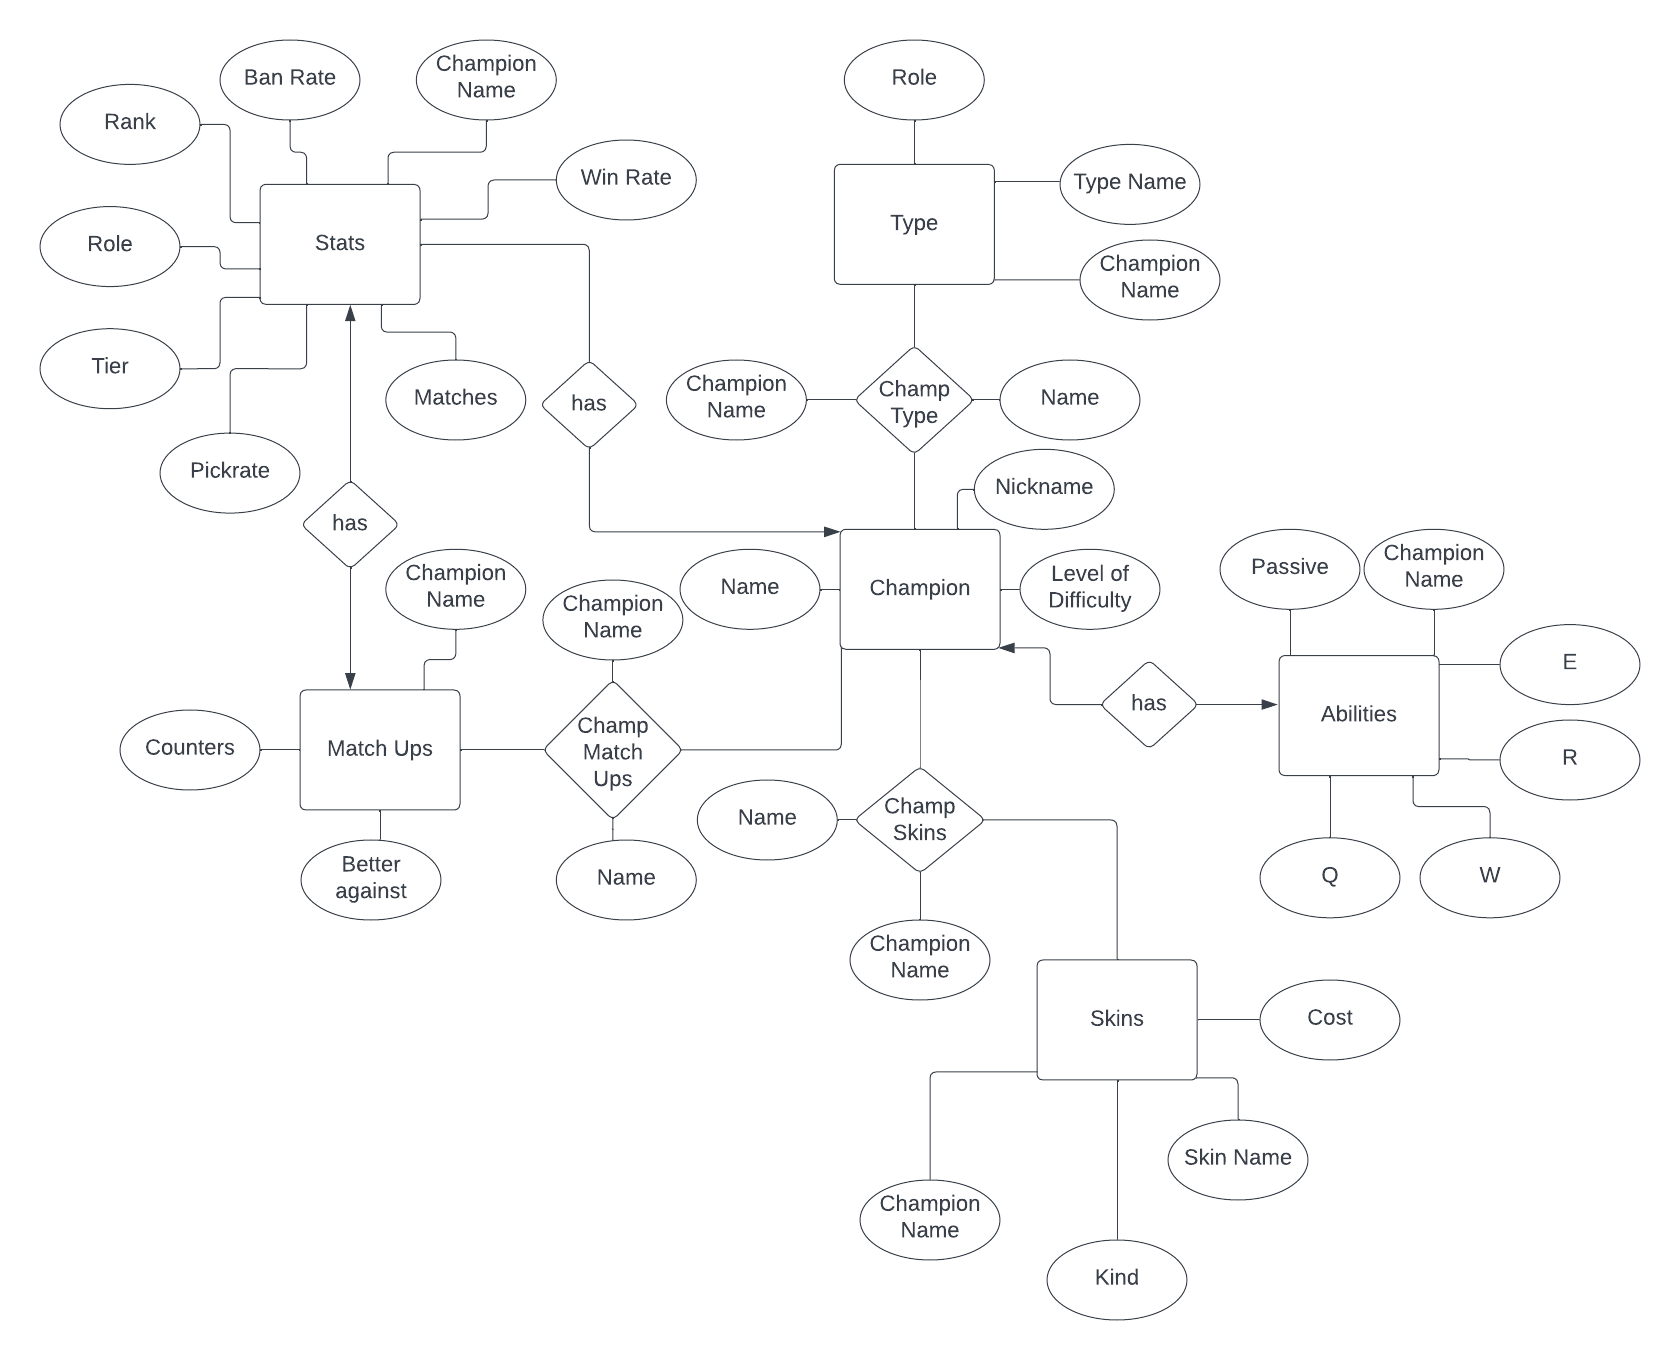 Ban Rate
Champion
Name
Role
Rank
Win Rate
Type Name
Type
Role
Stats
Champion
Name
Tier
Matches
has
Champion
Name
Champ
Type
Name
Pickrate
Nickname
has
Champion
Name
Champion
Name
Name
Champion
Level of
Difficulty
Passive
Champion
Name
E
has
Abilities
Counters
Match Ups
Champ
Match
Ups
R
Name
Champ
Skins
Better
against
Name
Q
W
Champion
Name
Skins
Cost
Skin Name
Champion
Name
Kind